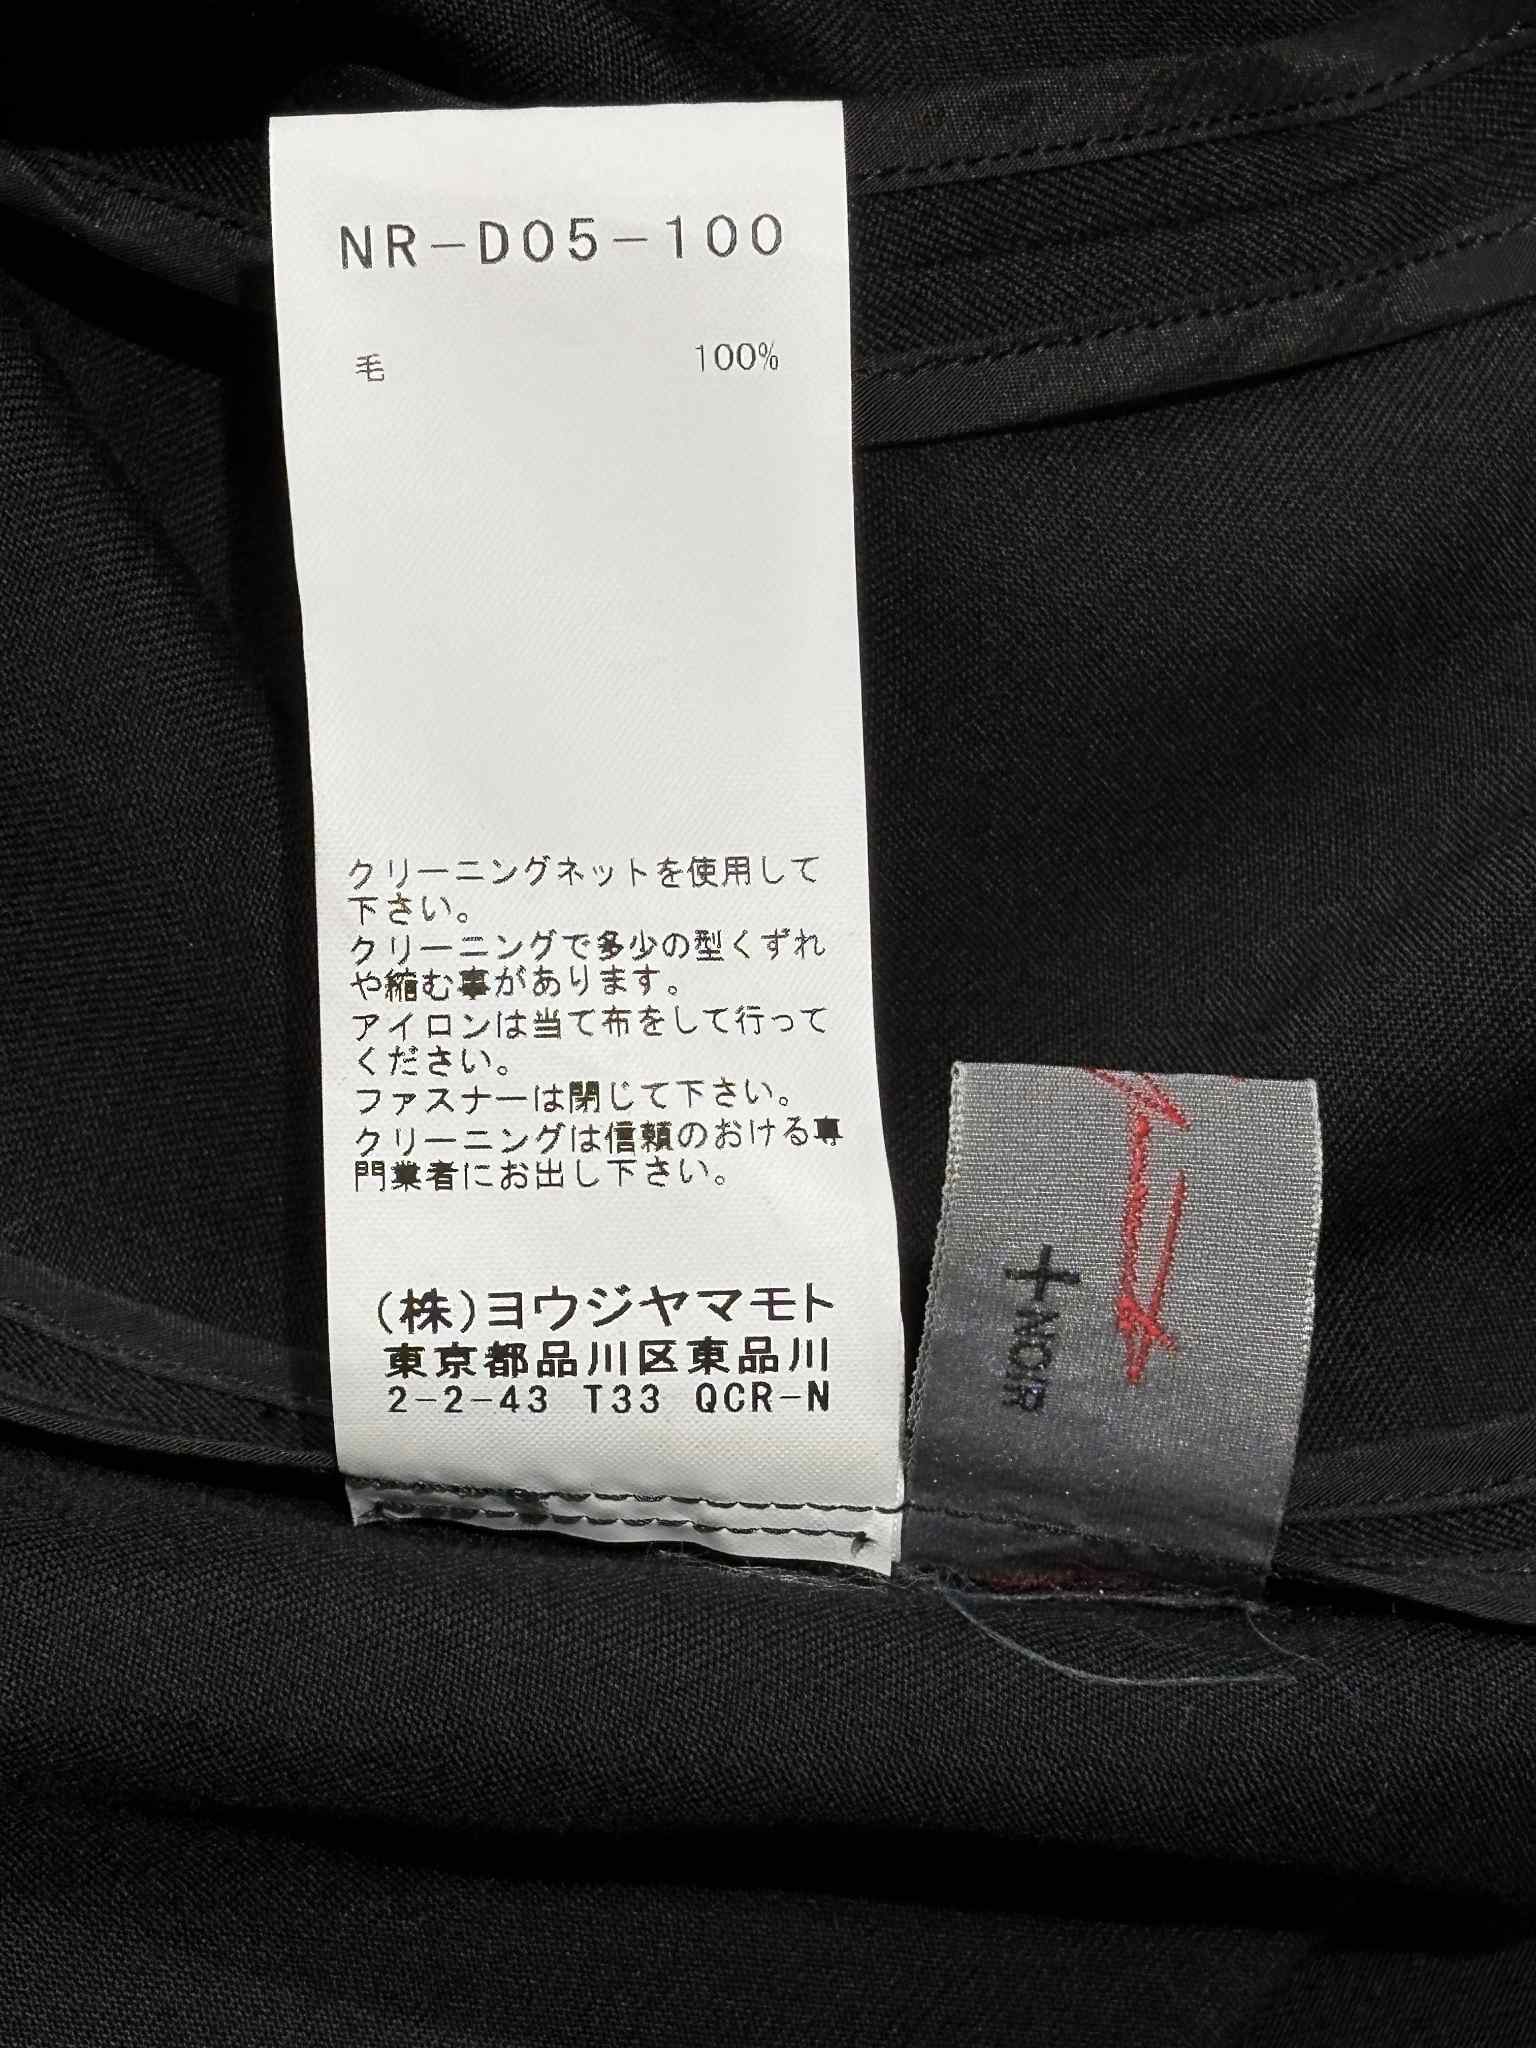 NR-D05-100
毛 100%
クリーニングネットを使用して
下さい。
クリーニングで多少の型くずれ
や縮む事があります。
アイロンは当て布をして行って
ください。
ファスナーは閉じて下さい。
クリーニングは信頼のおける専
門業者にお出し下さい。
(株)ヨウジヤマモト
東京都品川区東品川
2-2-43 T33 QCR-N
+NOIR